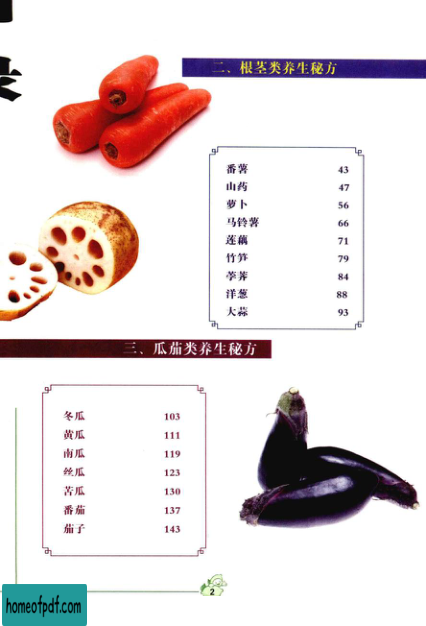 二、根茎类养生秘方
番薯 43
山药 47
萝卜 56
马铃薯 66
莲藕 71
竹笋 79
荸荠 84
洋葱 88
大蒜 93
三、瓜茄类养生秘方
冬瓜 103
黄瓜 111
南瓜 119
丝瓜 123
苦瓜 130
番茄 137
茄子 143
2
homeofpdf.com